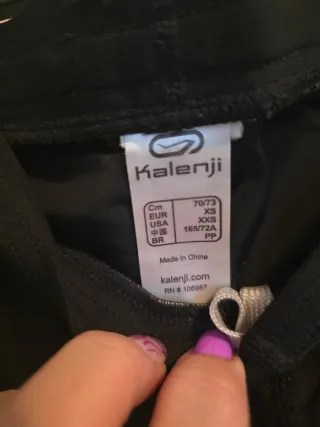 Kalenji
Cm 70/73
EUR XS
USA XXS
中国 165/72A
BR PP
Made in China
kalenji.com
RN # 106987